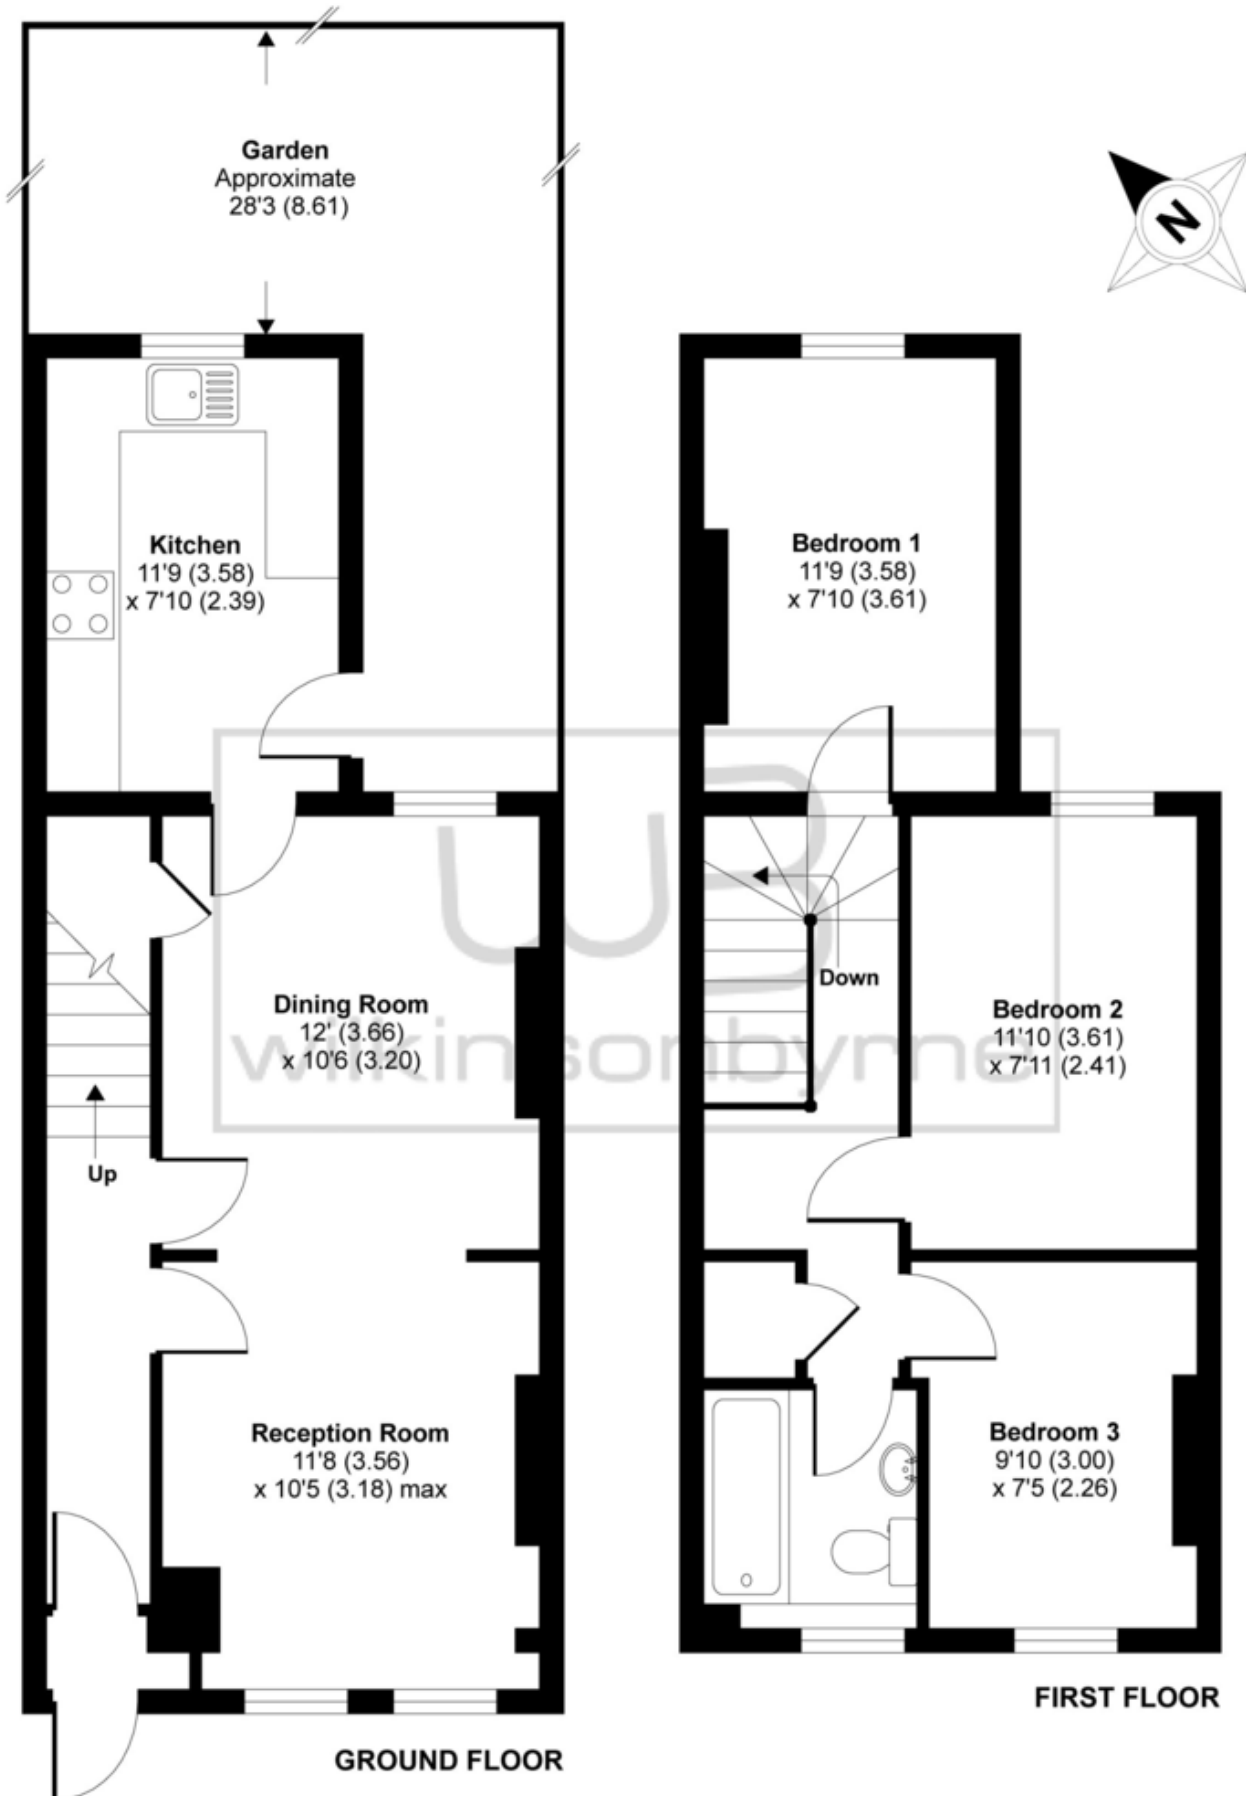 Garden
Approximate
28'3 (8.61)
N
Kitchen
11'9 (3.58)
x 7'10 (2.39)
Bedroom 1
11'9 (3.58)
x 7'10 (3.61)
Dining Room
12' (3.66)
x 10'6 (3.20)
Up
Down
Bedroom 2
11'10 (3.61)
x 7'11 (2.41)
wilkinsonbyrne
Reception Room
11'8 (3.56)
x 10'5 (3.18) max
Bedroom 3
9'10 (3.00)
x 7'5 (2.26)
GROUND FLOOR
FIRST FLOOR